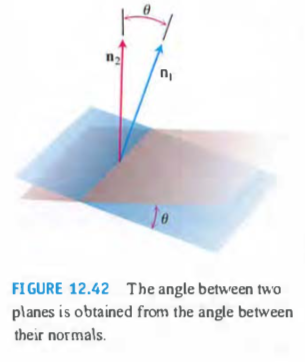 θ
n₂
n₁
θ
FIGURE 12.42 The angle between two
planes is obtained from the angle between
their normals.